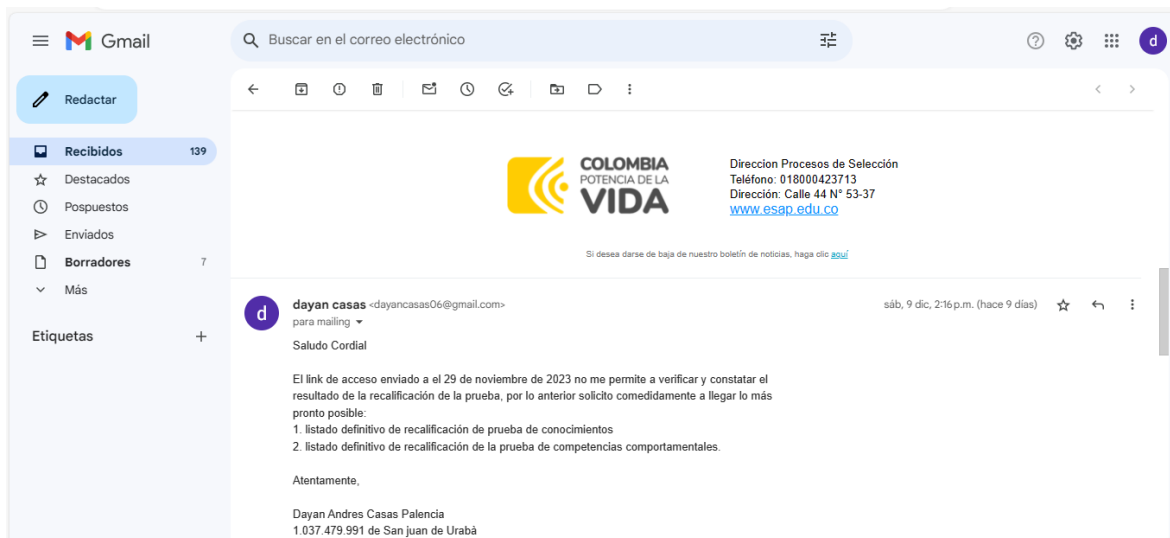 Gmail
Buscar en el correo electrónico
d
Redactar
Recibidos 139
Destacados
Pospuestos
Enviados
Borradores 7
Más
Etiquetas
COLOMBIA
POTENCIA DE LA
VIDA
Direccion Procesos de Selección
Teléfono: 018000423713
Dirección: Calle 44 N° 53-37
www.esap.edu.co
Si desea darse de baja de nuestro boletín de noticias, haga clic aquí
d
dayan casas <dayancasas06@gmail.com> sáb, 9 dic, 2:16 p.m. (hace 9 días)
para mailing
Saludo Cordial
El link de acceso enviado a el 29 de noviembre de 2023 no me permite a verificar y constatar el
resultado de la recalificación de la prueba, por lo anterior solicito comedidamente a llegar lo más
pronto posible:
1. listado definitivo de recalificación de prueba de conocimientos
2. listado definitivo de recalificación de la prueba de competencias comportamentales.
Atentamente,
Dayan Andres Casas Palencia
1.037.479.991 de San juan de Urabà